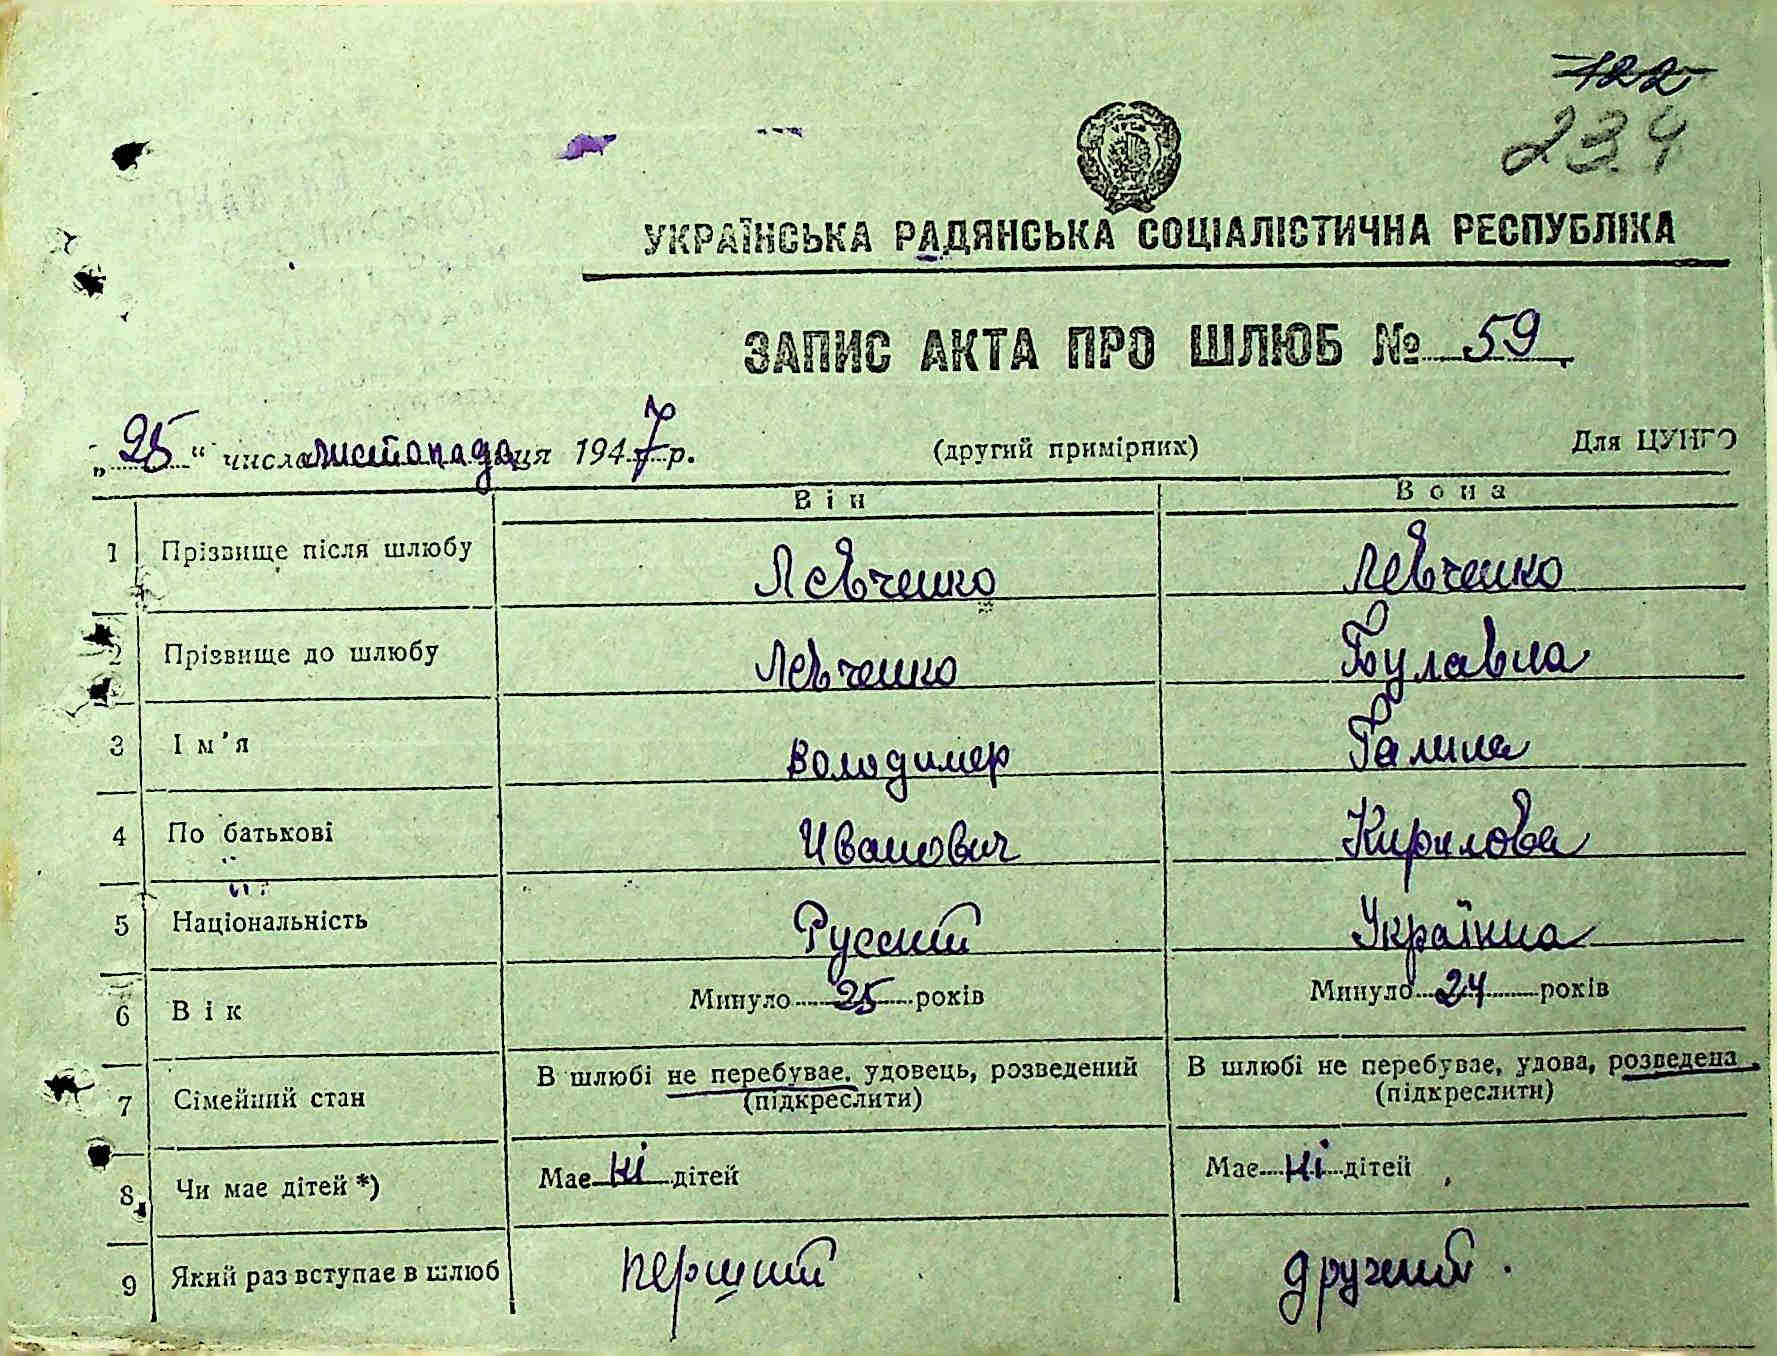 122
234
УКРАЇНСЬКА РАДЯНСЬКА СОЦІАЛІСТИЧНА РЕСПУБЛІКА
ЗАПИС АКТА ПРО ШЛЮБ № 59
„25“ числа листопада ця 1947 р. (другий примірних) Для ЦУНГО
Він Вона
1 Прізвище після шлюбу Левченко Левченко
2 Прізвище до шлюбу Левченко Булавна
3 Ім'я Володимер Галина
4 По батькові Иванович Кирилова
5 Національність Русский Українка
6 Вік Минуло 25 років Минуло 24 років
7 Сімейний стан В шлюбі не перебуває, удовець, розведений (підкреслити) В шлюбі не перебуває, удова, розведена (підкреслити)
8 Чи має дітей *) Має ні дітей Має ні дітей
9 Який раз вступає в шлюб перший другий.